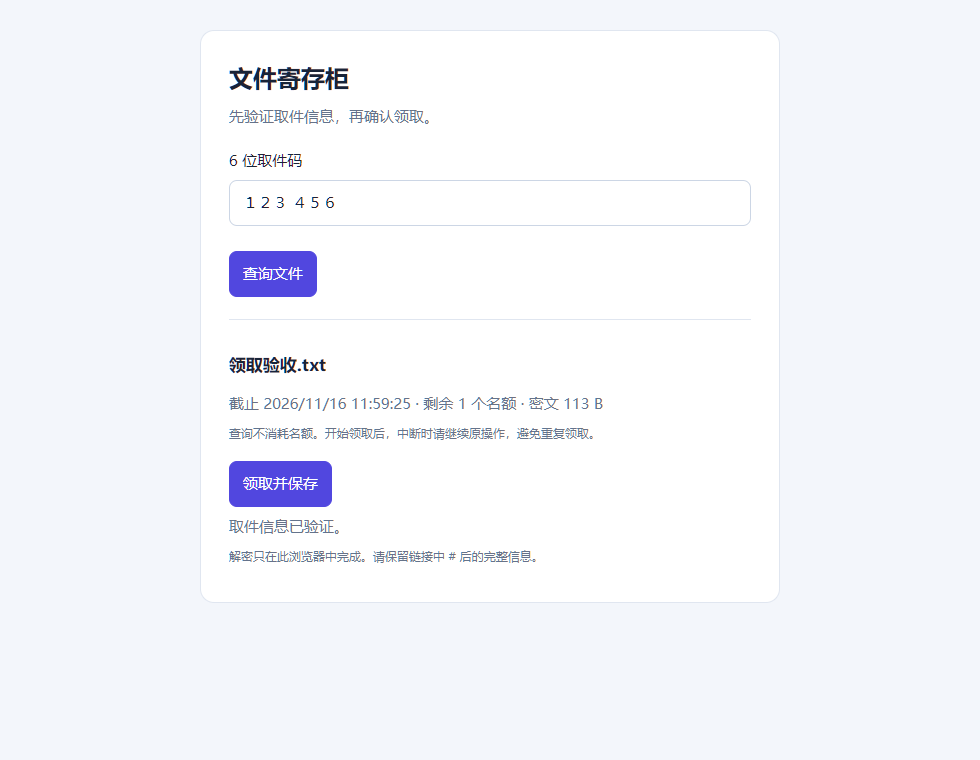 文件寄存柜
先验证取件信息，再确认领取。
6 位取件码
1 2 3  4 5 6
查询文件
领取验收.txt
截止 2026/11/16 11:59:25 · 剩余 1 个名额 · 密文 113 B
查询不消耗名额。开始领取后，中断时请继续原操作，避免重复领取。
领取并保存
取件信息已验证。
解密只在此浏览器中完成。请保留链接中 # 后的完整信息。